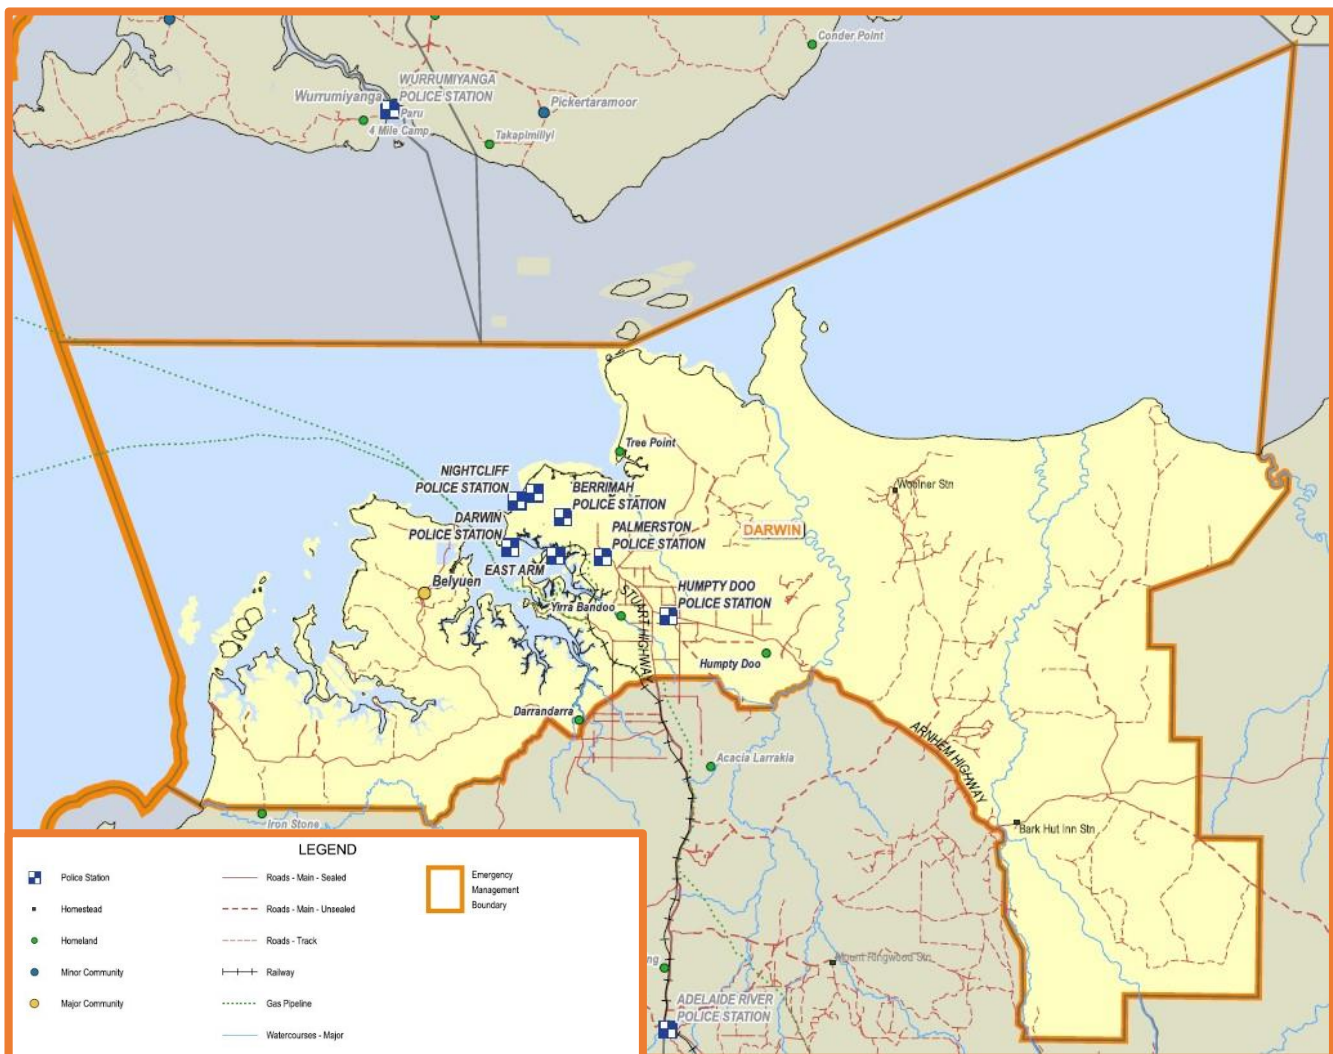 Conder Point
WURRUMIYANGA
POLICE STATION
Wurrumiyanga
Pickertaramoor
Paru
4 Mile Camp
Takapimiliyi
Tree Point
NIGHTCLIFF
POLICE STATION
BERRIMAH
POLICE STATION
Woolner Stn
DARWIN
POLICE STATION
PALMERSTON
POLICE STATION
DARWIN
EAST ARM
Belyuen
HUMPTY DOO
POLICE STATION
Yirra Bandoo
STUART HIGHWAY
Humpty Doo
Darrandarra
ARNHEM HIGHWAY
Acacia Larrakia
Iron Stone
Bark Hut Inn Stn
Mount Ringwood Stn
ng
ADELAIDE RIVER
POLICE STATION
LEGEND
Police Station
Homestead
Homeland
Minor Community
Major Community
Roads - Main - Sealed
Roads - Main - Unsealed
Roads - Track
Railway
Gas Pipeline
Watercourses - Major
Emergency
Management
Boundary